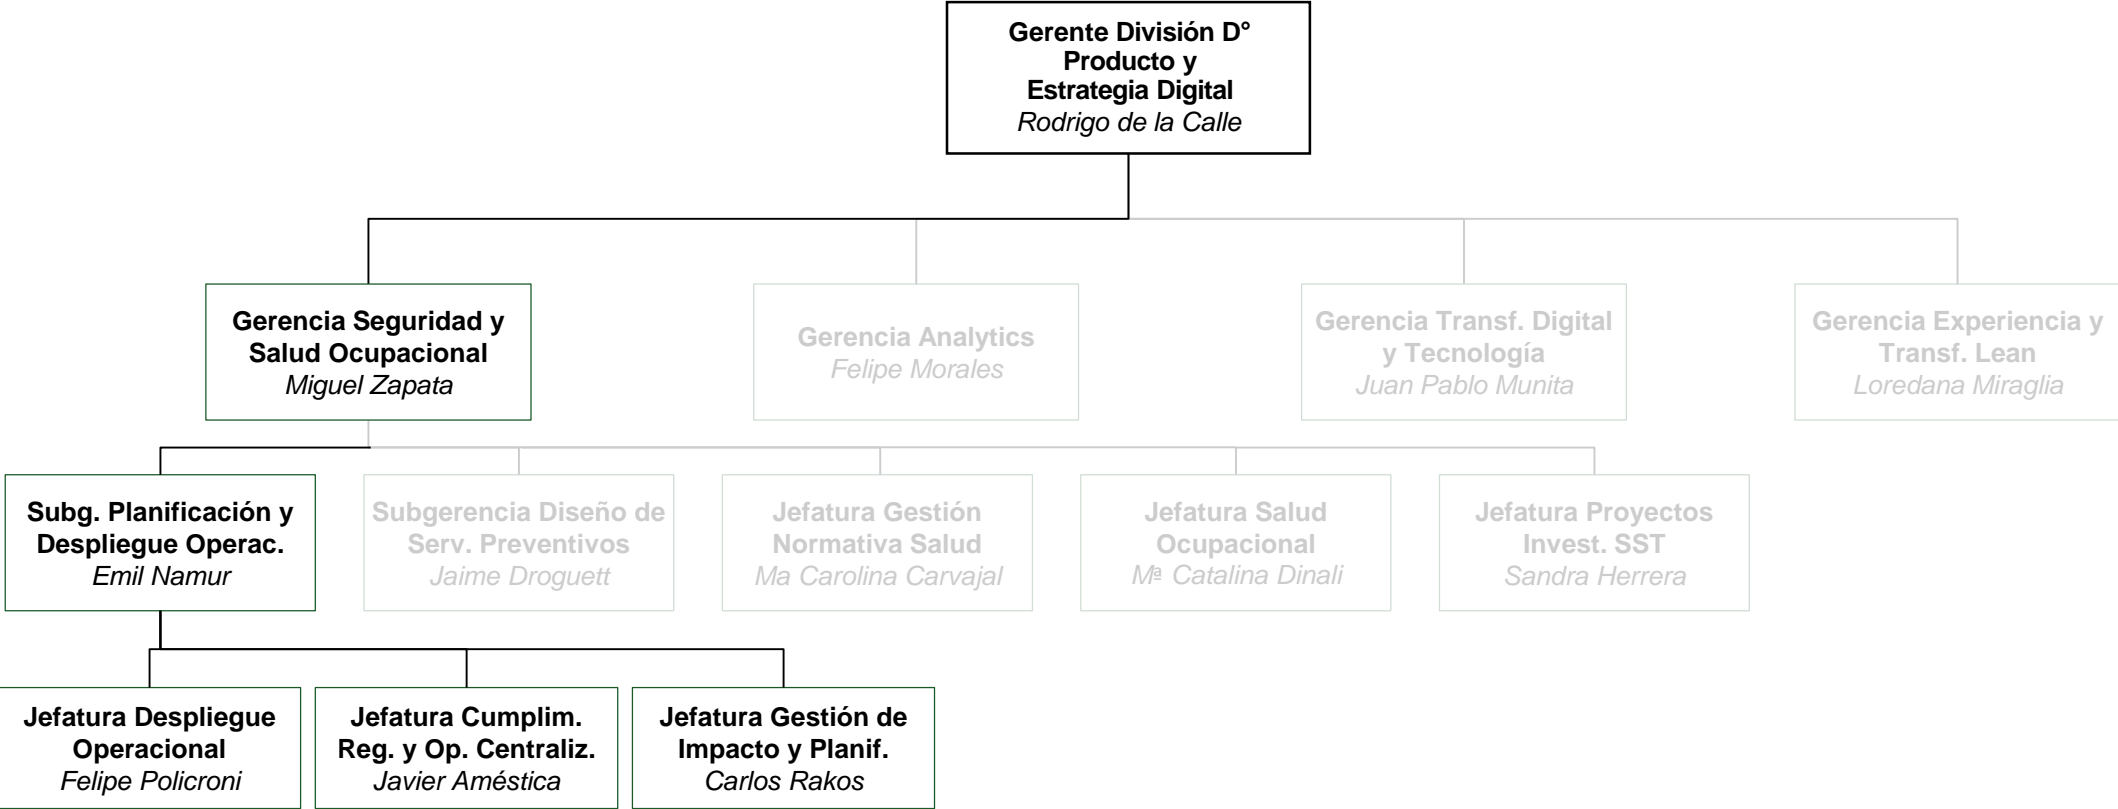 Gerente División D°
Producto y
Estrategia Digital
Rodrigo de la Calle
Gerencia Seguridad y
Salud Ocupacional
Miguel Zapata
Gerencia Analytics
Felipe Morales
Gerencia Transf. Digital
y Tecnología
Juan Pablo Munita
Gerencia Experiencia y
Transf. Lean
Loredana Miraglia
Subg. Planificación y
Despliegue Operac.
Emil Namur
Subgerencia Diseño de
Serv. Preventivos
Jaime Droguett
Jefatura Gestión
Normativa Salud
Ma Carolina Carvajal
Jefatura Salud
Ocupacional
Mª Catalina Dinali
Jefatura Proyectos
Invest. SST
Sandra Herrera
Jefatura Despliegue
Operacional
Felipe Policroni
Jefatura Cumplim.
Reg. y Op. Centraliz.
Javier Améstica
Jefatura Gestión de
Impacto y Planif.
Carlos Rakos